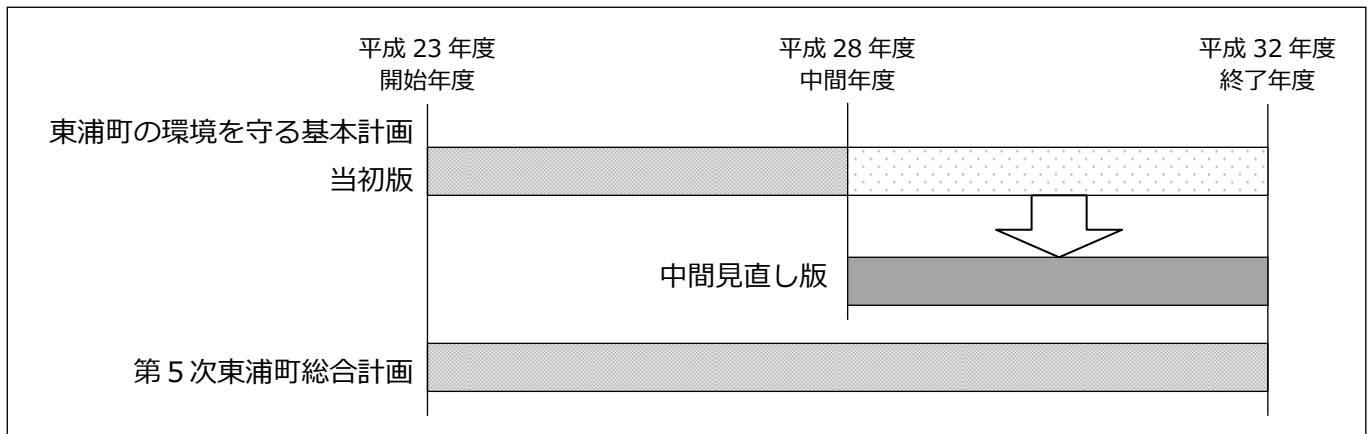 平成 23 年度
開始年度
平成 28 年度
中間年度
平成 32 年度
終了年度
東浦町の環境を守る基本計画
当初版
中間見直し版
第5次東浦町総合計画